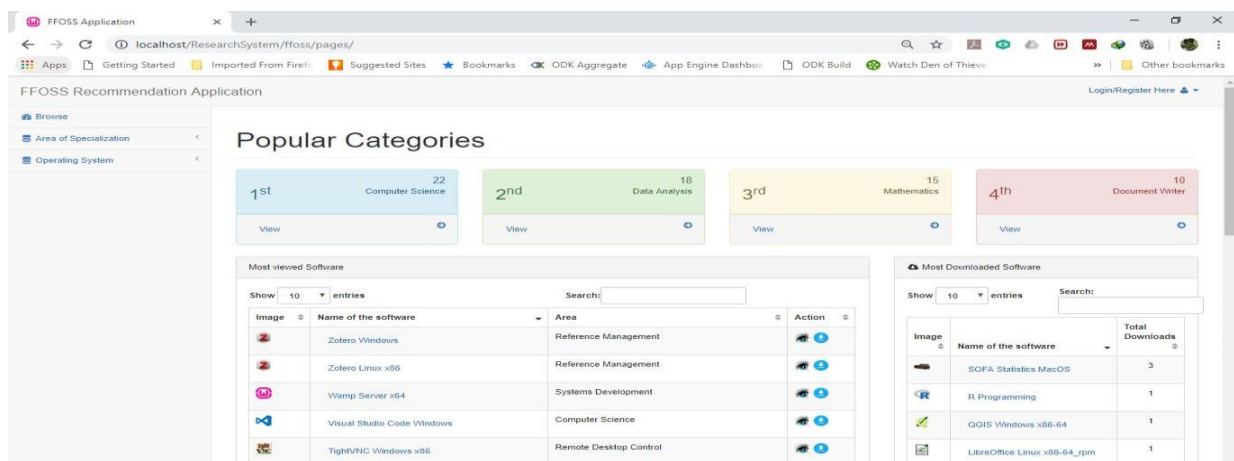 FFOSS Application
localhost/ResearchSystem/ffoss/pages/
Apps Getting Started Imported From Firef Suggested Sites Bookmarks ODK Aggregate App Engine Dashboa ODK Build Watch Den of Thieve » Other bookmarks
FFOSS Recommendation Application Login/Register Here
Browse
Area of Specialization
Operating System
Popular Categories
1st 22 Computer Science
View
2nd 18 Data Analysis
View
3rd 15 Mathematics
View
4th 10 Document Writer
View
Most viewed Software
Show 10 entries Search:
Image Name of the software Area Action
Zotero Windows Reference Management
Zotero Linux x86 Reference Management
Wamp Server x64 Systems Development
Visual Studio Code Windows Computer Science
TightVNC Windows x86 Remote Desktop Control
Most Downloaded Software
Show 10 entries Search:
Image Name of the software Total Downloads
SOFA Statistics MacOS 3
R Programming 1
QGIS Windows x86-64 1
LibreOffice Linux x86-64_rpm 1